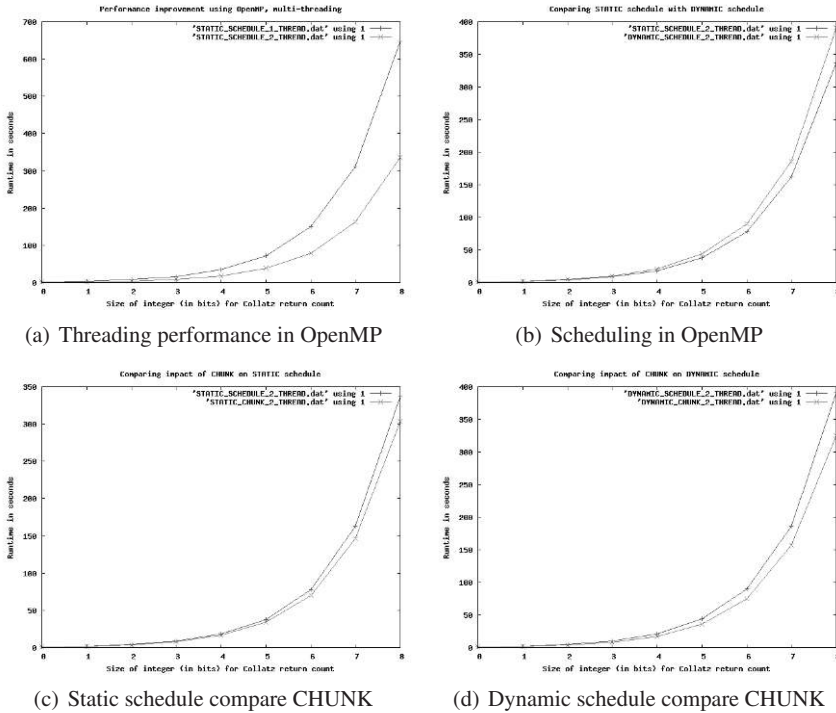 Performance improvement using OpenMP, multi-threading
'STATIC_SCHEDULE_1_THREAD.dat' using 1
'STATIC_SCHEDULE_2_THREAD.dat' using 1
Runtime in seconds
700
600
500
400
300
200
100
0
0 1 2 3 4 5 6 7 8
Size of integer (in bits) for Collatz return count
(a) Threading performance in OpenMP
Comparing STATIC schedule with DYNAMIC schedule
'STATIC_SCHEDULE_2_THREAD.dat' using 1
'DYNAMIC_SCHEDULE_2_THREAD.dat' using 1
Runtime in seconds
400
350
300
250
200
150
100
50
0
0 1 2 3 4 5 6 7 8
Size of integer (in bits) for Collatz return count
(b) Scheduling in OpenMP
Comparing impact of CHUNK on STATIC schedule
'STATIC_SCHEDULE_2_THREAD.dat' using 1
'STATIC_CHUNK_2_THREAD.dat' using 1
Runtime in seconds
350
300
250
200
150
100
50
0
0 1 2 3 4 5 6 7 8
Size of integer (in bits) for Collatz return count
(c) Static schedule compare CHUNK
Comparing impact of CHUNK on DYNAMIC schedule
'DYNAMIC_SCHEDULE_2_THREAD.dat' using 1
'DYNAMIC_CHUNK_2_THREAD.dat' using 1
Runtime in seconds
400
350
300
250
200
150
100
50
0
0 1 2 3 4 5 6 7 8
Size of integer (in bits) for Collatz return count
(d) Dynamic schedule compare CHUNK